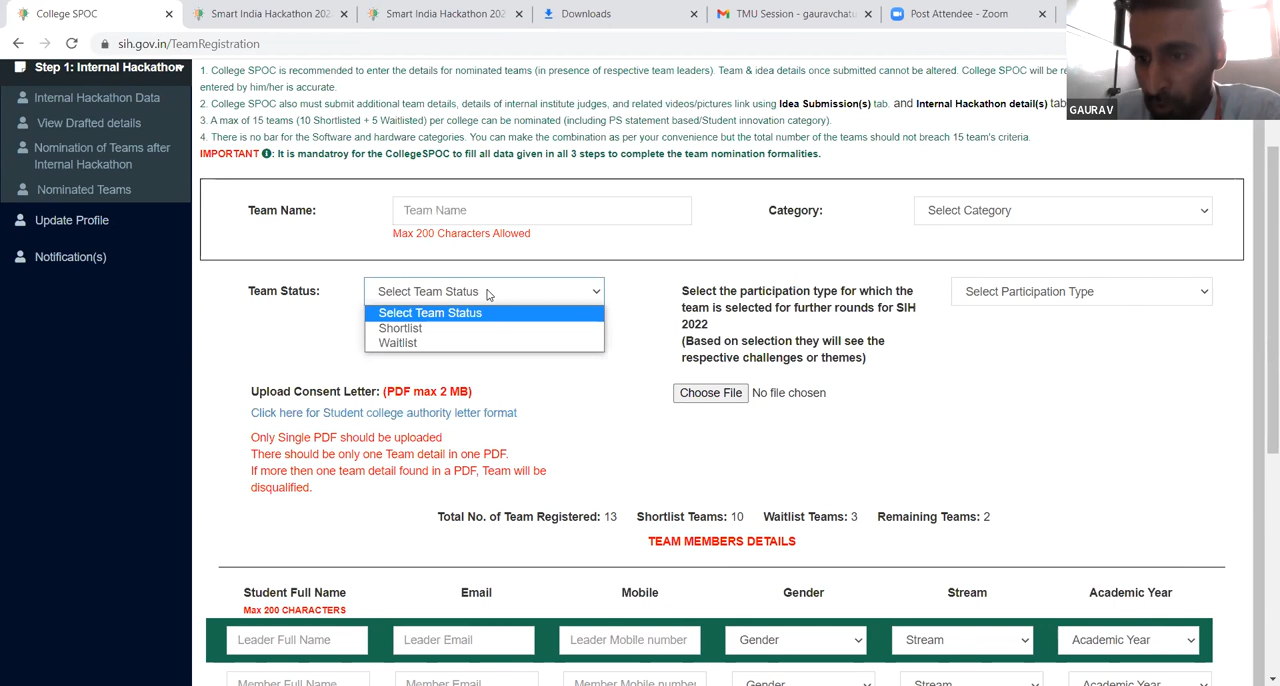 College SPOC
Smart India Hackathon 202
Smart India Hackathon 202
Downloads
TMU Session - gauravchatu
Post Attendee - Zoom
sih.gov.in/TeamRegistration
GAURAV
Step 1: Internal Hackathon
Internal Hackathon Data
View Drafted details
Nomination of Teams after
Internal Hackathon
Nominated Teams
Update Profile
Notification(s)
1. College SPOC is recommended to enter the details for nominated teams (in presence of respective team leaders). Team & idea details once submitted cannot be altered. College SPOC will be re
entered by him/her is accurate.
2. College SPOC also must submit additional team details, details of internal institute judges, and related videos/pictures link using Idea Submission(s) tab. and Internal Hackathon detail(s) tab
3. A max of 15 teams (10 Shortlisted + 5 Waitlisted) per college can be nominated (including PS statement based/Student innovation category).
4. There is no bar for the Software and hardware categories. You can make the combination as per your convenience but the total number of the teams should not breach 15 team's criteria.
IMPORTANT : It is mandatroy for the CollegeSPOC to fill all data given in all 3 steps to complete the team nomination formalities.
Team Name: Team Name Category: Select Category
Max 200 Characters Allowed
Team Status: Select Team Status
Select Team Status
Shortlist
Waitlist
Select the participation type for which the
team is selected for further rounds for SIH
2022
(Based on selection they will see the
respective challenges or themes)
Select Participation Type
Upload Consent Letter: (PDF max 2 MB)
Choose File No file chosen
Click here for Student college authority letter format
Only Single PDF should be uploaded
There should be only one Team detail in one PDF.
If more then one team detail found in a PDF, Team will be
disqualified.
Total No. of Team Registered: 13 Shortlist Teams: 10 Waitlist Teams: 3 Remaining Teams: 2
TEAM MEMBERS DETAILS
Student Full Name Email Mobile Gender Stream Academic Year
Max 200 CHARACTERS
Leader Full Name Leader Email Leader Mobile number Gender Stream Academic Year
Member Full Name Member Email Member Mobile number Gender Stream Academic Year